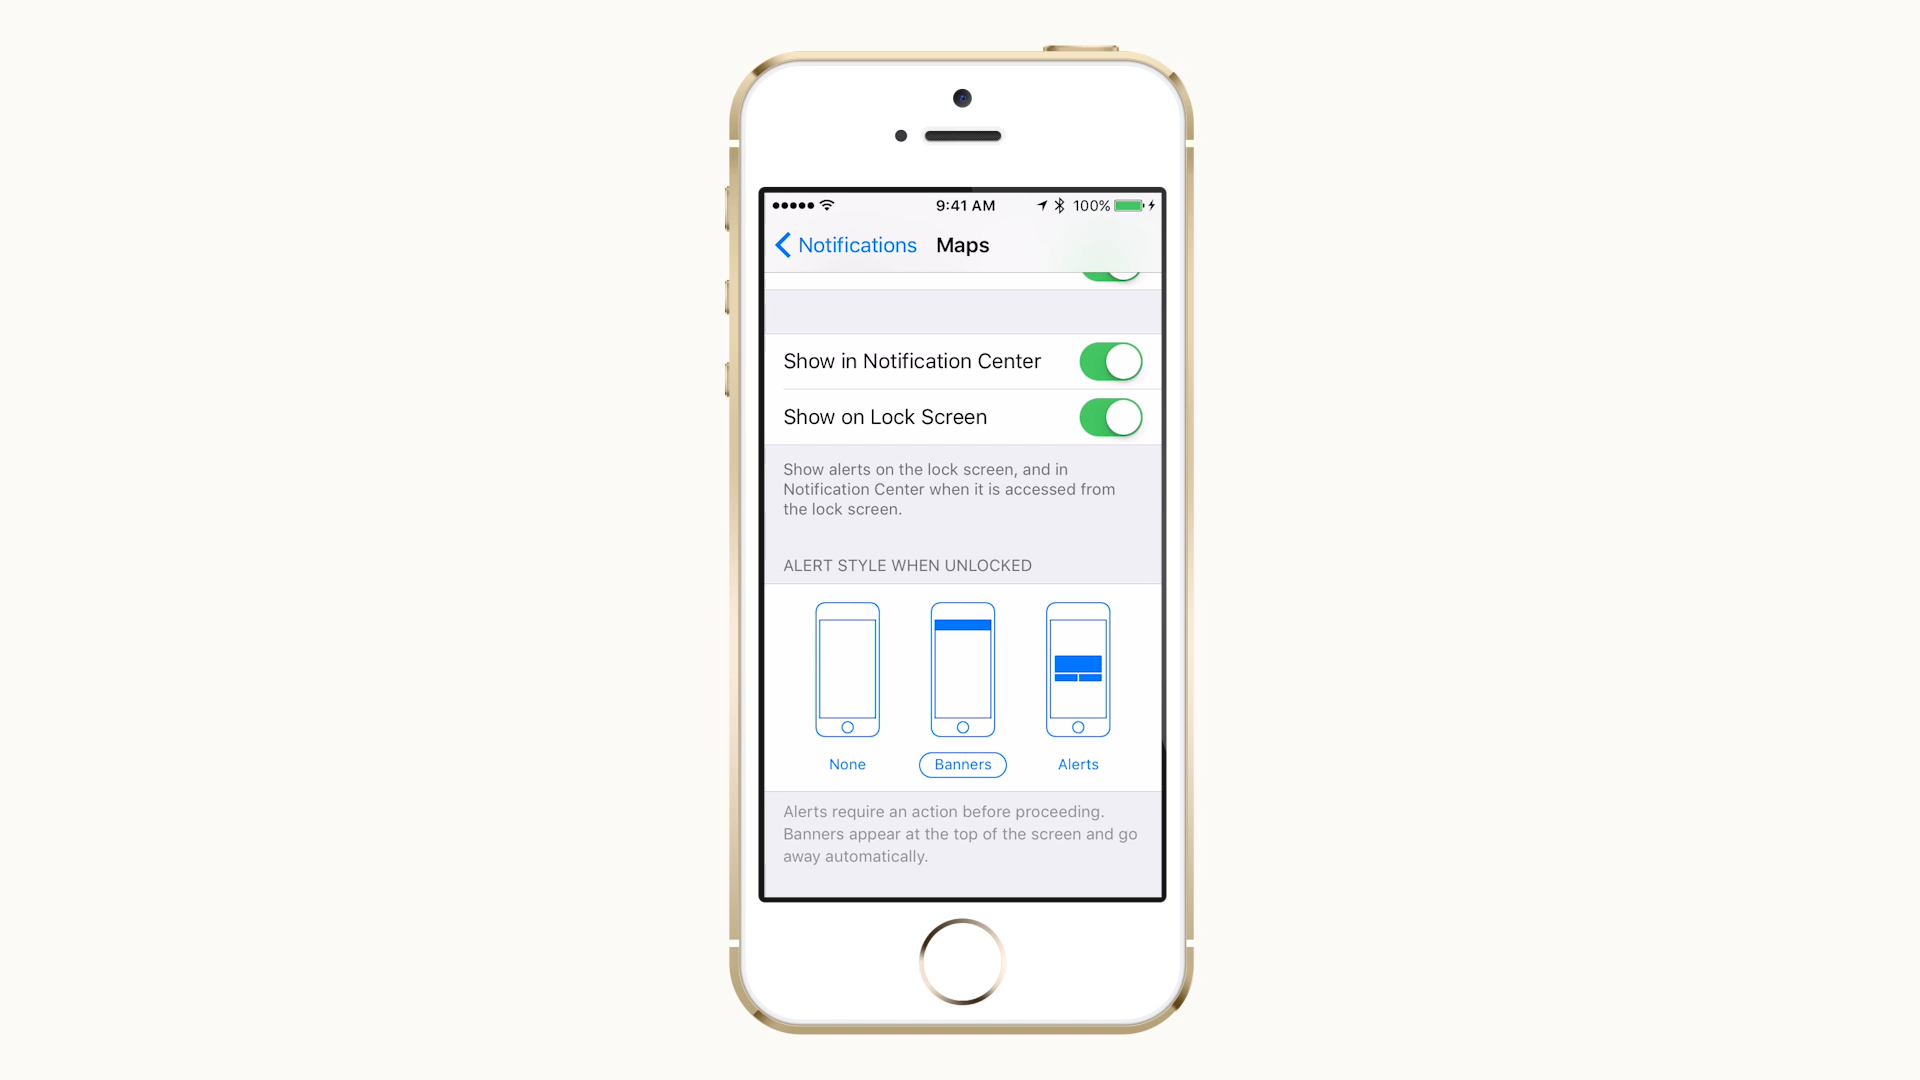 9:41 AM 100%
Notifications Maps
Show in Notification Center
Show on Lock Screen
Show alerts on the lock screen, and in
Notification Center when it is accessed from
the lock screen.
ALERT STYLE WHEN UNLOCKED
None Banners Alerts
Alerts require an action before proceeding.
Banners appear at the top of the screen and go
away automatically.